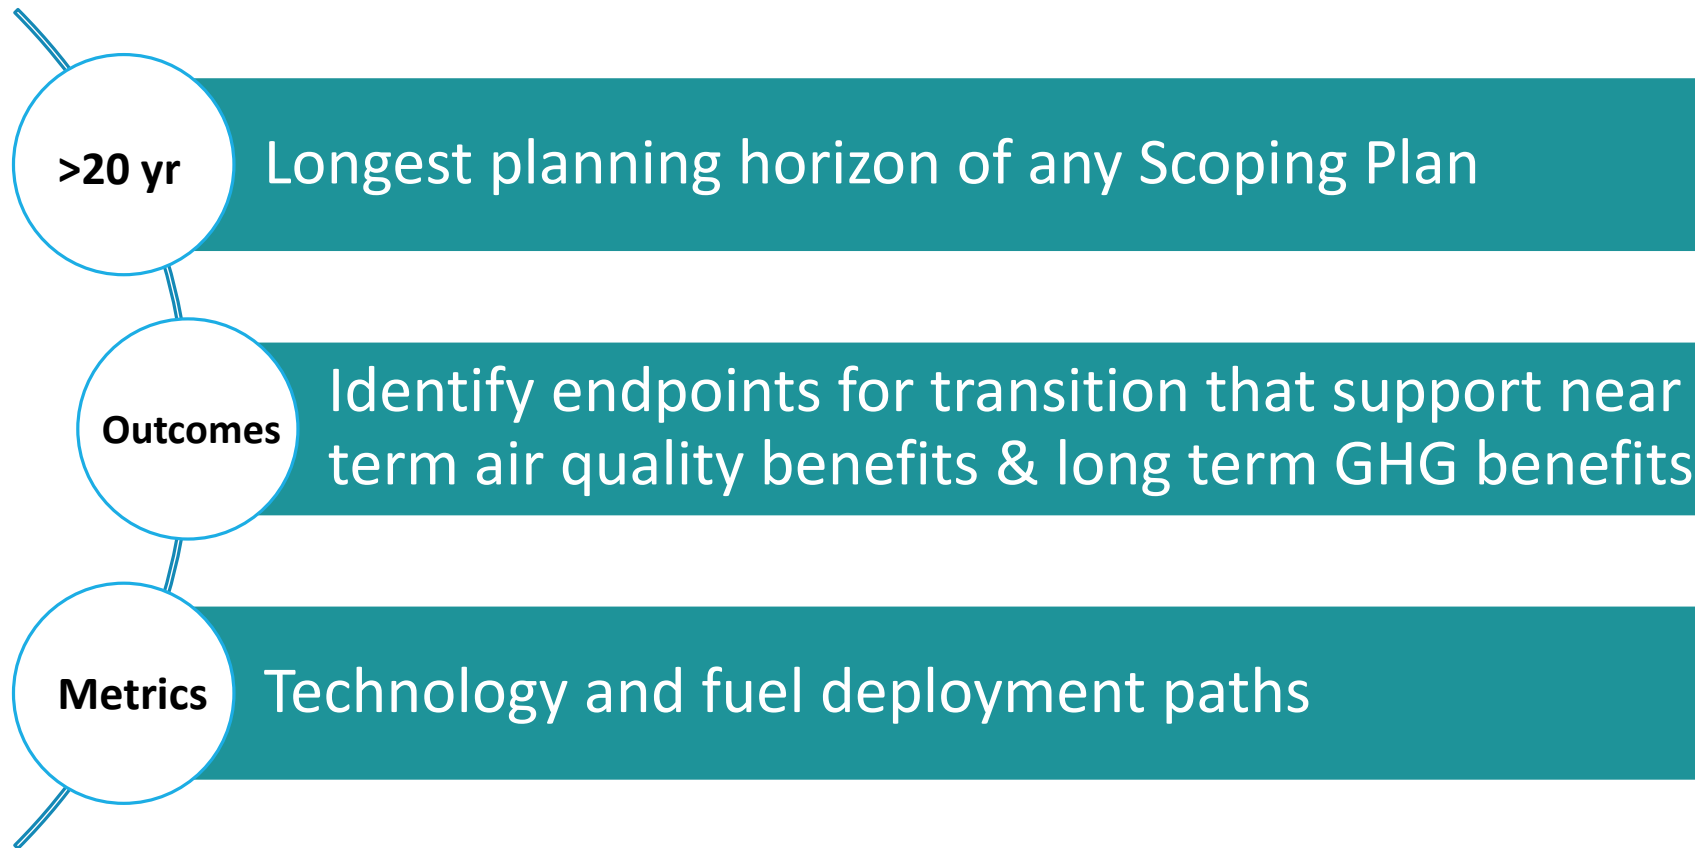 >20 yr
Longest planning horizon of any Scoping Plan
Outcomes
Identify endpoints for transition that support near
term air quality benefits & long term GHG benefits
Metrics
Technology and fuel deployment paths